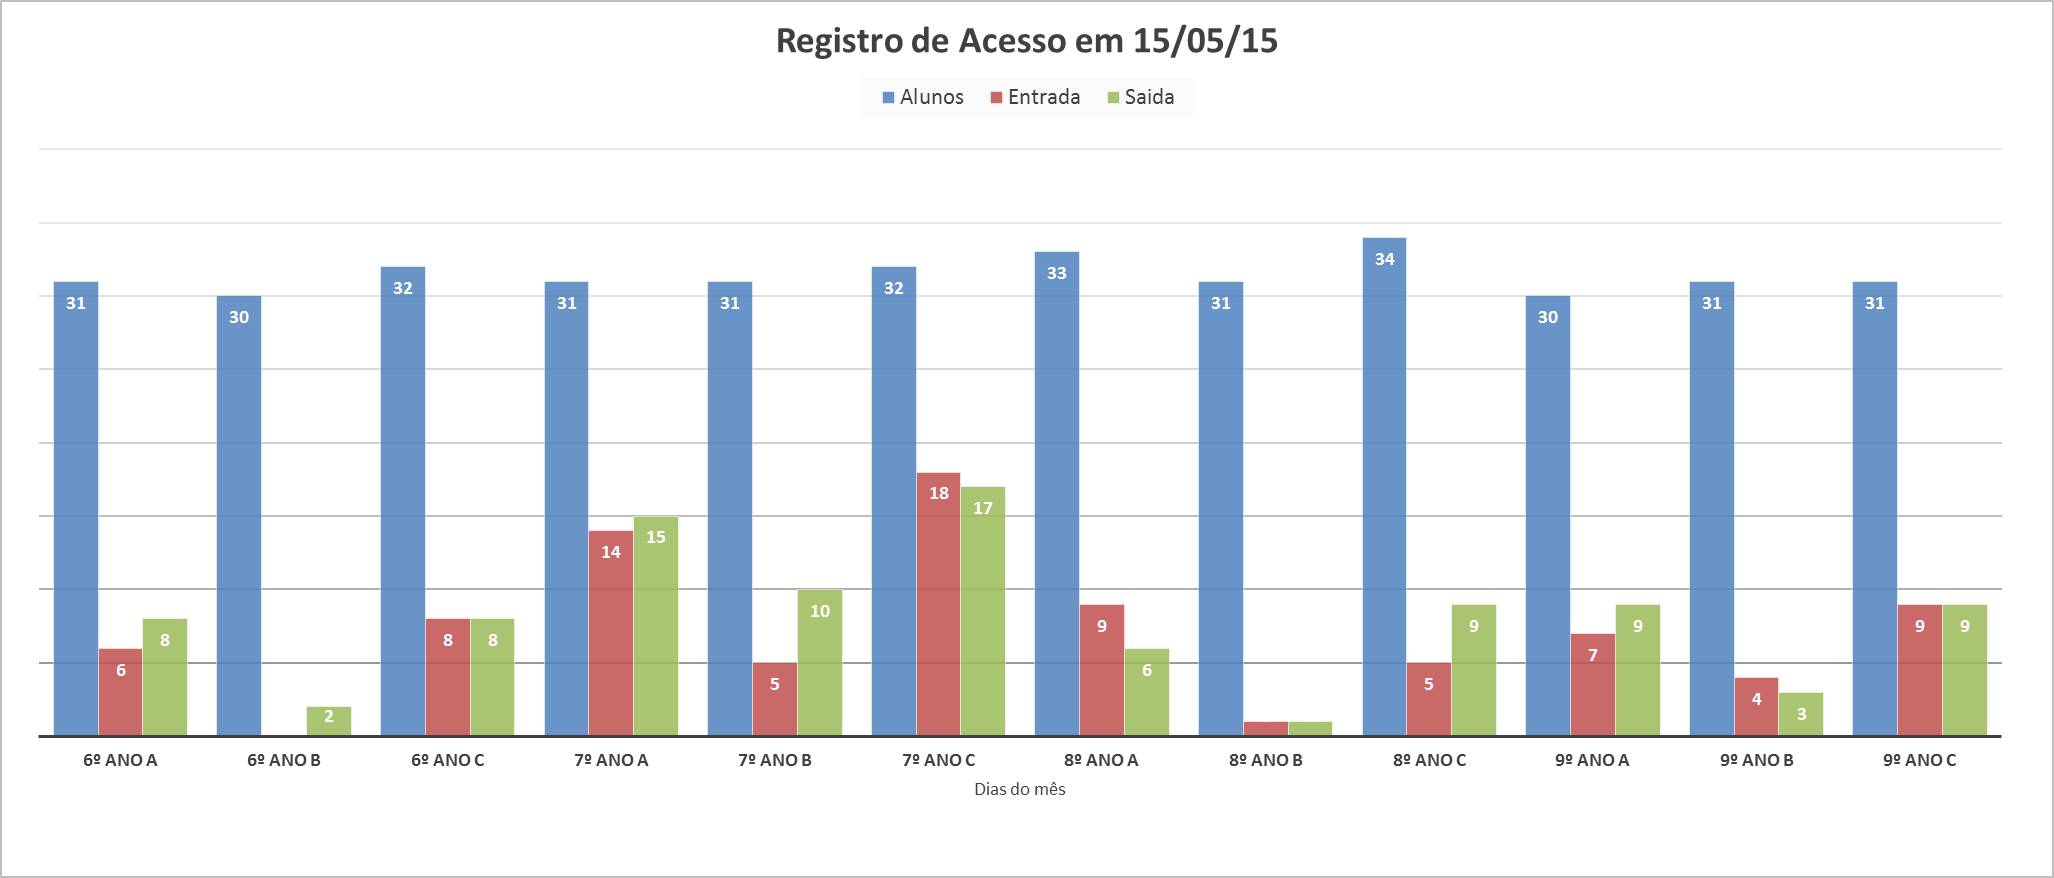 Registro de Acesso em 15/05/15
Alunos Entrada Saida
31 6 8
30 2
32 8 8
31 14 15
31 5 10
32 18 17
33 9 6
31
34 5 9
30 7 9
31 4 3
31 9 9
6º ANO A 6º ANO B 6º ANO C 7º ANO A 7º ANO B 7º ANO C 8º ANO A 8º ANO B 8º ANO C 9º ANO A 9º ANO B 9º ANO C
Dias do mês